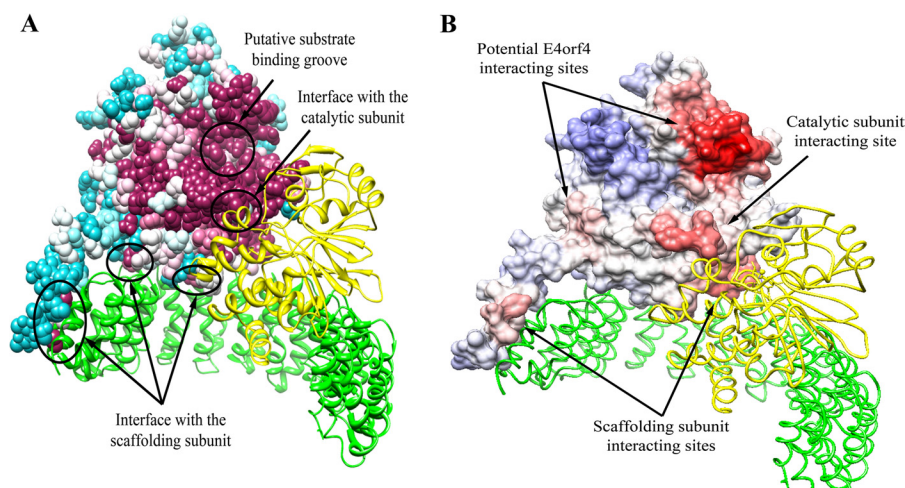 A
Putative substrate
binding groove
Interface with the
catalytic subunit
Interface with the
scaffolding subunit
B
Potential E4orf4
interacting sites
Catalytic subunit
interacting site
Scaffolding subunit
interacting sites